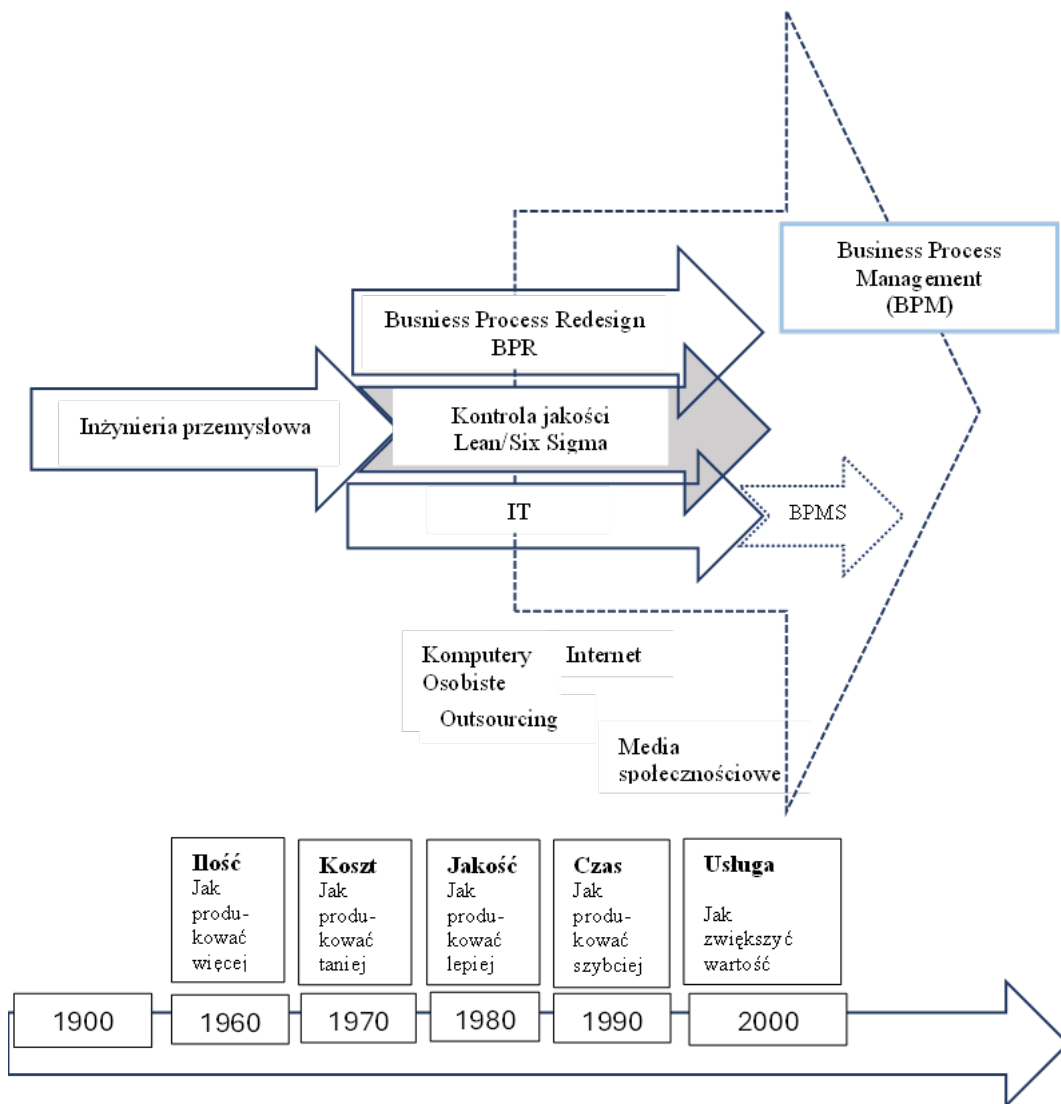 Business Process
Management
(BPM)
Busniess Process Redesign
BPR
Inżynieria przemysłowa
Kontrola jakości
Lean/Six Sigma
IT
BPMS
Komputery
Osobiste
Internet
Outsourcing
Media
społecznościowe
Ilość
Jak
produ-
kować
więcej
Koszt
Jak
produ-
kować
taniej
Jakość
Jak
produ-
kować
lepiej
Czas
Jak
produ-
kować
szybciej
Usługa
Jak
zwiększyć
wartość
1900
1960
1970
1980
1990
2000